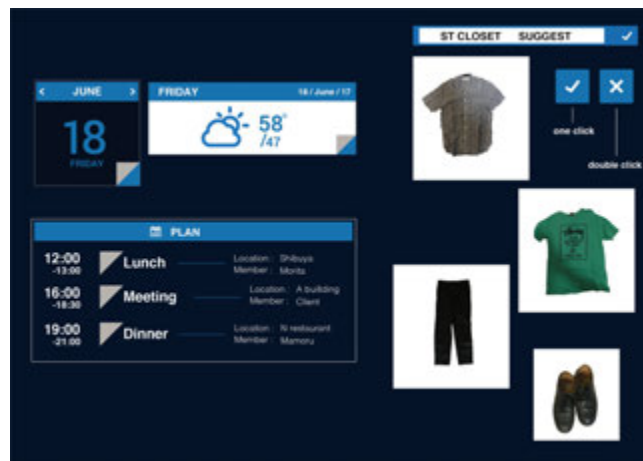 ST CLOSET SUGGEST
< JUNE >
18
FRIDAY
FRIDAY 18 / June / 17
58°
/47
one click
double click
PLAN
12:00 Lunch Location : Shibuya
-13:00 Member : Morita
16:00 Meeting Location : A building
-18:30 Member : Client
19:00 Dinner Location : N restaurant
-21:00 Member : Mamoru